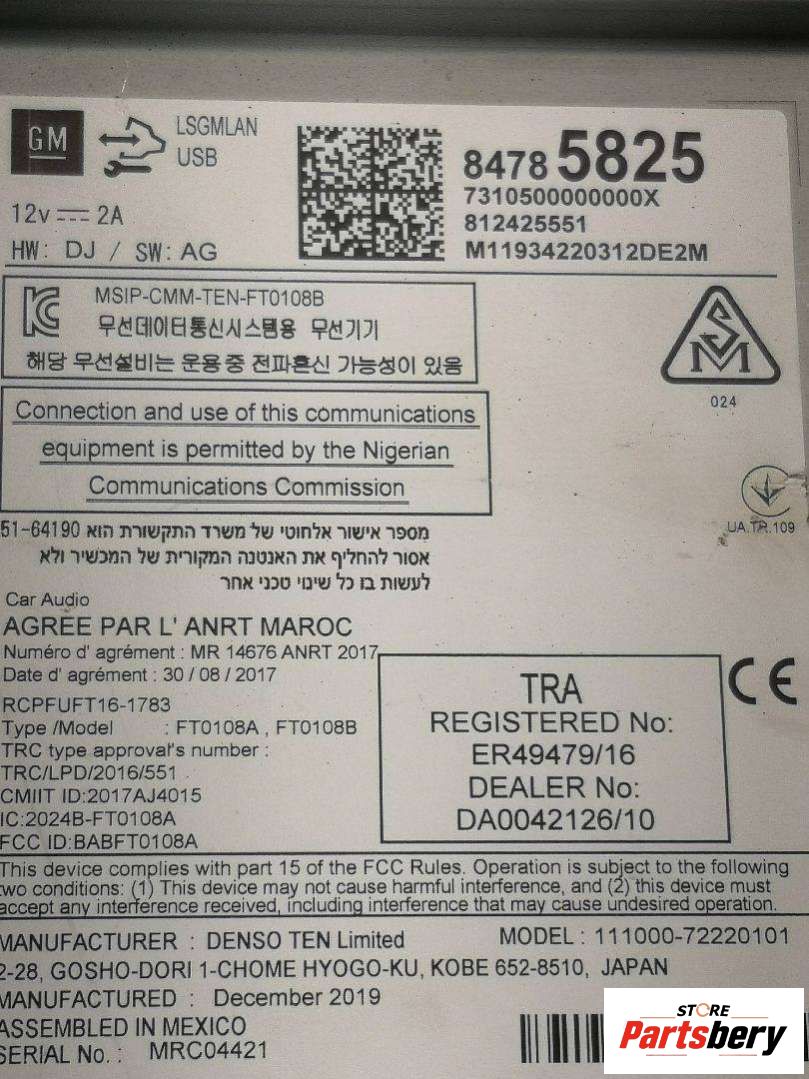 GM
LSGMLAN
USB
12v 2A
HW: DJ / SW: AG
84785825
7310500000000X
812425551
M11934220312DE2M
MSIP-CMM-TEN-FT0108B
무선데이터통신시스템용 무선기기
해당 무선설비는 운용 중 전파혼신 가능성이 있음
SM
024
Connection and use of this communications
equipment is permitted by the Nigerian
Communications Commission
UA.TR.109
מספר אישור אלחוטי של משרד התקשורת הוא 51-64190
אסור להחליף את האנטנה המקורית של המכשיר ולא
לעשות בו כל שינוי טכני אחר
Car Audio
AGREE PAR L' ANRT MAROC
Numéro d' agrément : MR 14676 ANRT 2017
Date d' agrément : 30 / 08 / 2017
RCPFUFT16-1783
Type /Model : FT0108A , FT0108B
TRC type approval's number :
TRC/LPD/2016/551
CMIIT ID:2017AJ4015
IC:2024B-FT0108A
FCC ID:BABFT0108A
TRA
REGISTERED No:
ER49479/16
DEALER No:
DA0042126/10
CE
This device complies with part 15 of the FCC Rules. Operation is subject to the following
two conditions: (1) This device may not cause harmful interference, and (2) this device must
accept any interference received, including interference that may cause undesired operation.
MANUFACTURER : DENSO TEN Limited
MODEL : 111000-72220101
2-28, GOSHO-DORI 1-CHOME HYOGO-KU, KOBE 652-8510, JAPAN
MANUFACTURED : December 2019
ASSEMBLED IN MEXICO
SERIAL No. : MRC04421
STORE
Partsbery